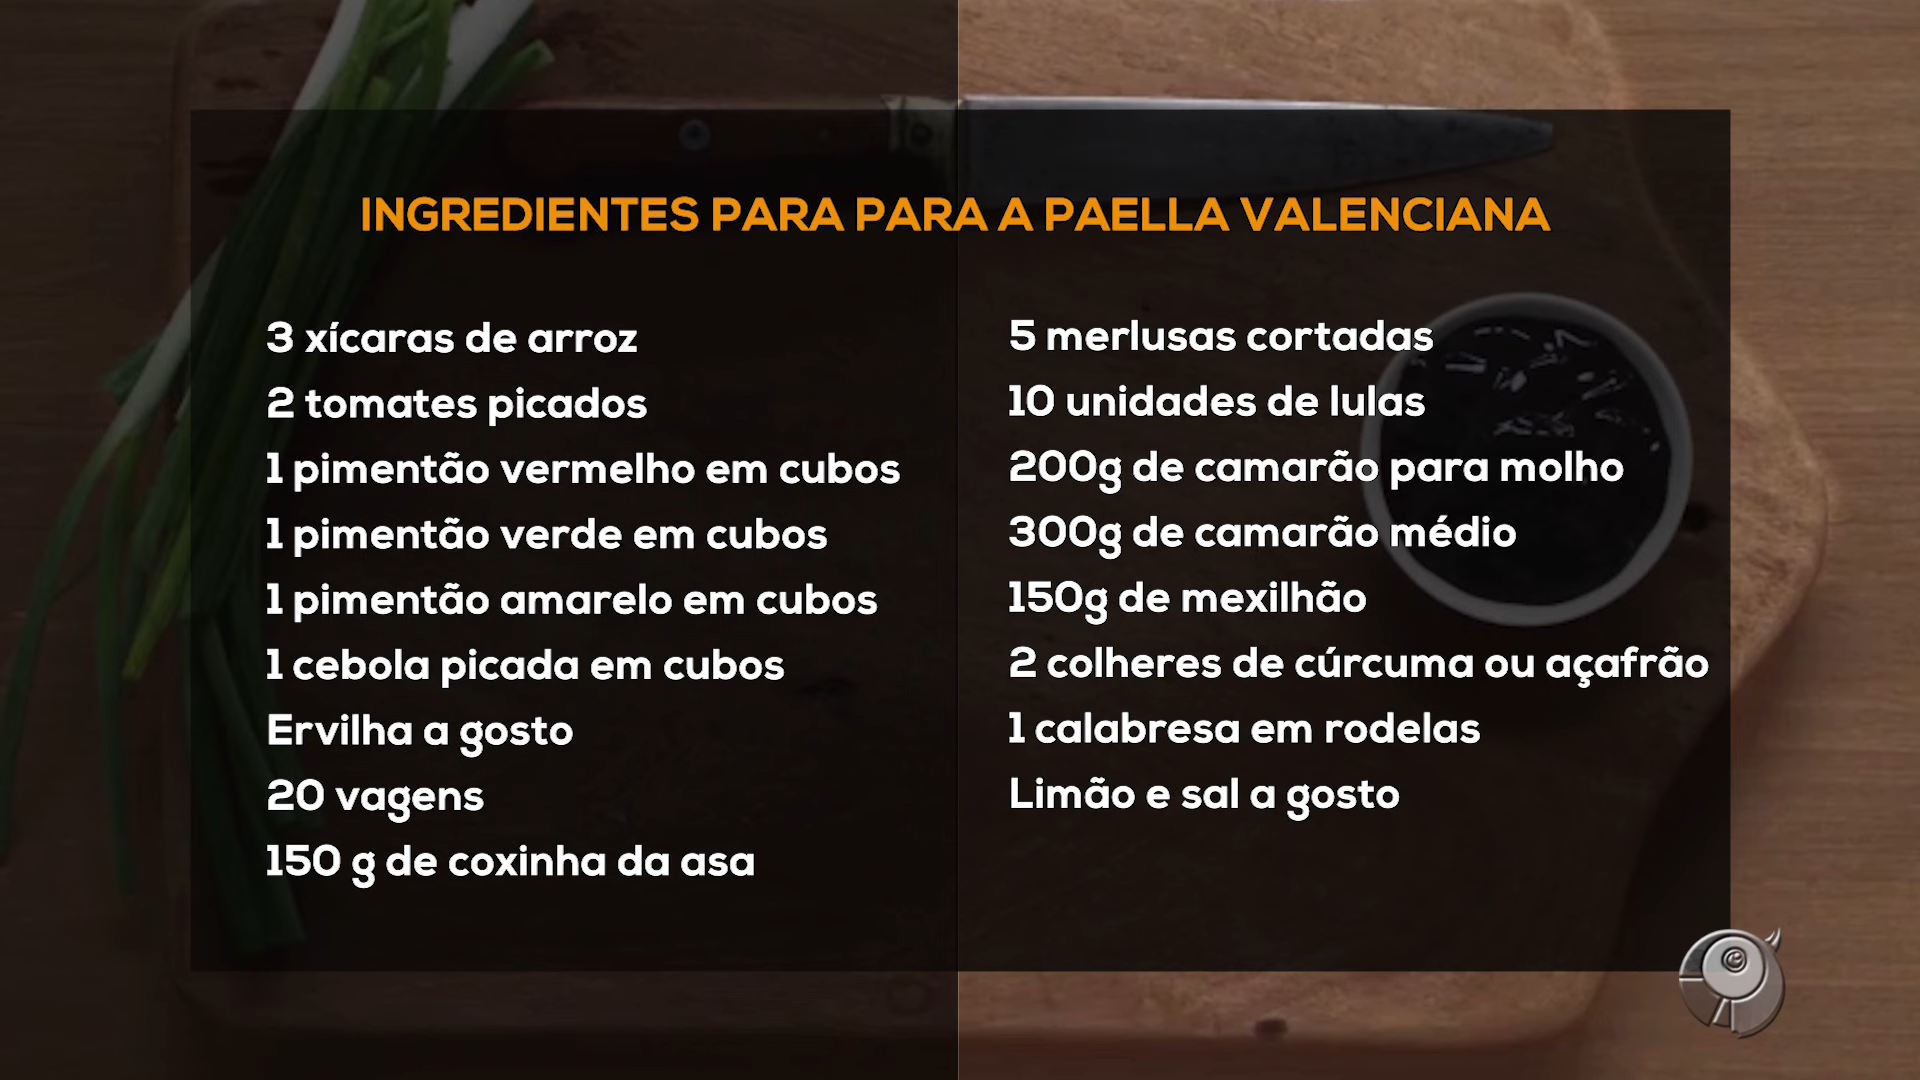 INGREDIENTES PARA PARA A PAELLA VALENCIANA
3 xícaras de arroz
2 tomates picados
1 pimentão vermelho em cubos
1 pimentão verde em cubos
1 pimentão amarelo em cubos
1 cebola picada em cubos
Ervilha a gosto
20 vagens
150 g de coxinha da asa
5 merlusas cortadas
10 unidades de lulas
200g de camarão para molho
300g de camarão médio
150g de mexilhão
2 colheres de cúrcuma ou açafrão
1 calabresa em rodelas
Limão e sal a gosto